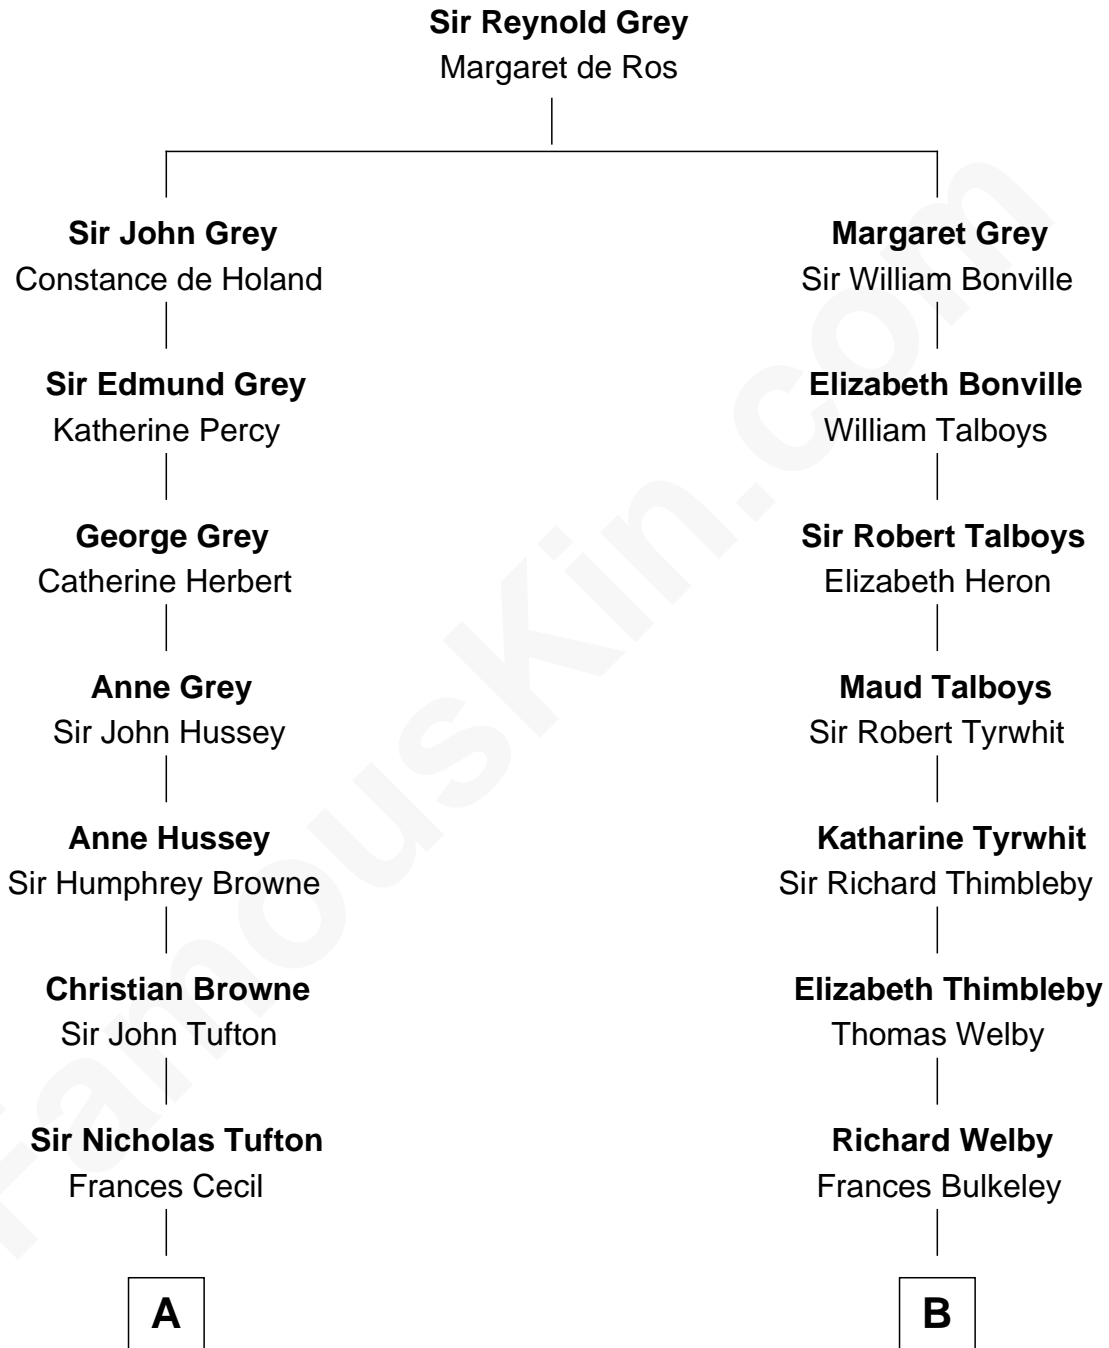 Sir Reynold Grey
Margaret de Ros
Sir John Grey
Constance de Holand
Margaret Grey
Sir William Bonville
Sir Edmund Grey
Katherine Percy
Elizabeth Bonville
William Talboys
George Grey
Catherine Herbert
Sir Robert Talboys
Elizabeth Heron
Anne Grey
Sir John Hussey
Maud Talboys
Sir Robert Tyrwhit
Anne Hussey
Sir Humphrey Browne
Katharine Tyrwhit
Sir Richard Thimbleby
Christian Browne
Sir John Tufton
Elizabeth Thimbleby
Thomas Welby
Sir Nicholas Tufton
Frances Cecil
Richard Welby
Frances Bulkeley
A
B
FamousKin.com